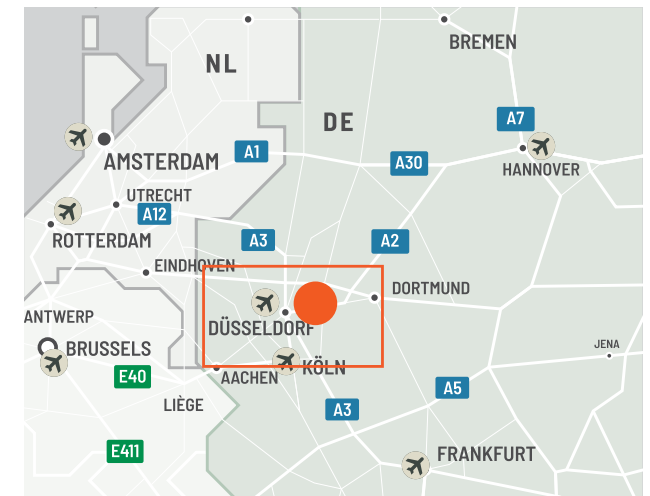 BREMEN
NL
DE
A7
AMSTERDAM
A1
A30
HANNOVER
UTRECHT
A12
ROTTERDAM
A3
A2
EINDHOVEN
DORTMUND
ANTWERP
DÜSSELDORF
BRUSSELS
JENA
KÖLN
AACHEN
E40
A5
LIÈGE
A3
E411
FRANKFURT